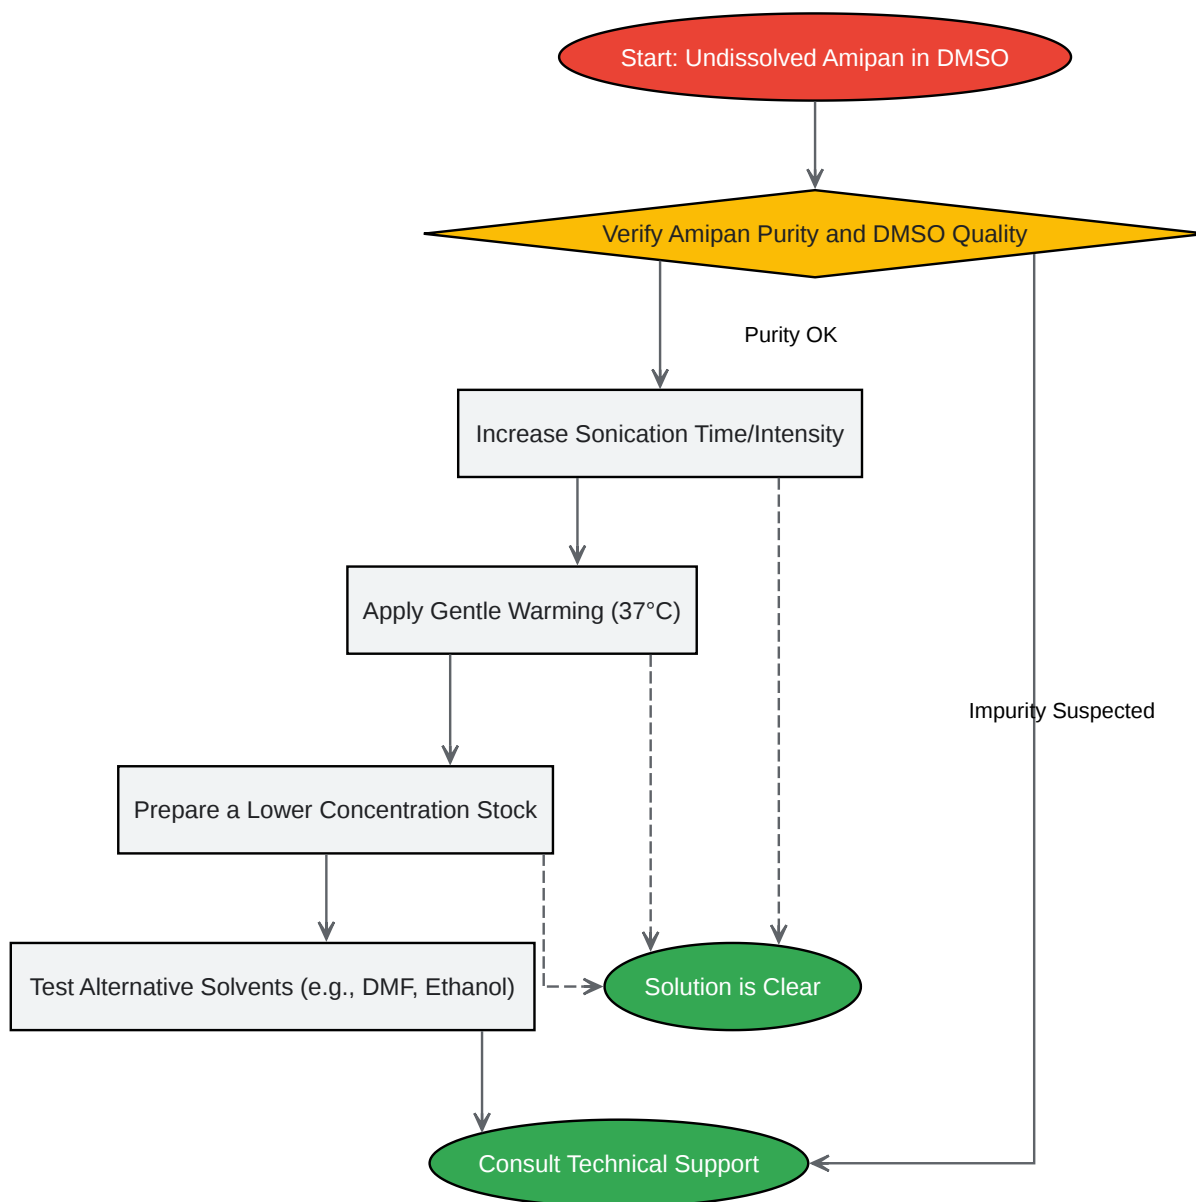 Start: Undissolved Amipan in DMSO
Verify Amipan Purity and DMSO Quality
Purity OK
Increase Sonication Time/Intensity
Apply Gentle Warming (37°C)
Impurity Suspected
Prepare a Lower Concentration Stock
Test Alternative Solvents (e.g., DMF, Ethanol)
Solution is Clear
Consult Technical Support